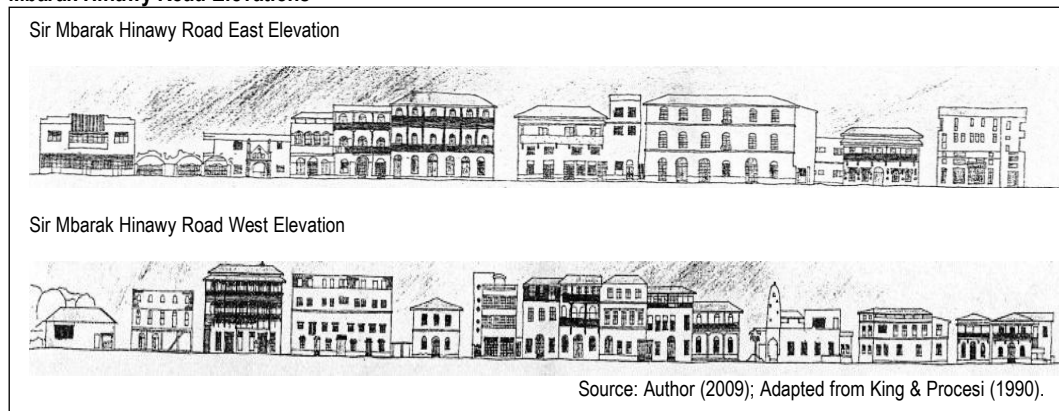 Sir Mbarak Hinawy Road East Elevation
Sir Mbarak Hinawy Road West Elevation
Source: Author (2009); Adapted from King & Procesi (1990).